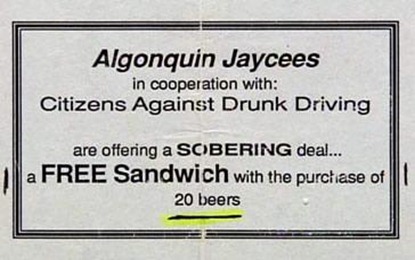 Algonquin Jaycees
in cooperation with:
Citizens Against Drunk Driving
are offering a SOBERING deal...
a FREE Sandwich with the purchase of
20 beers